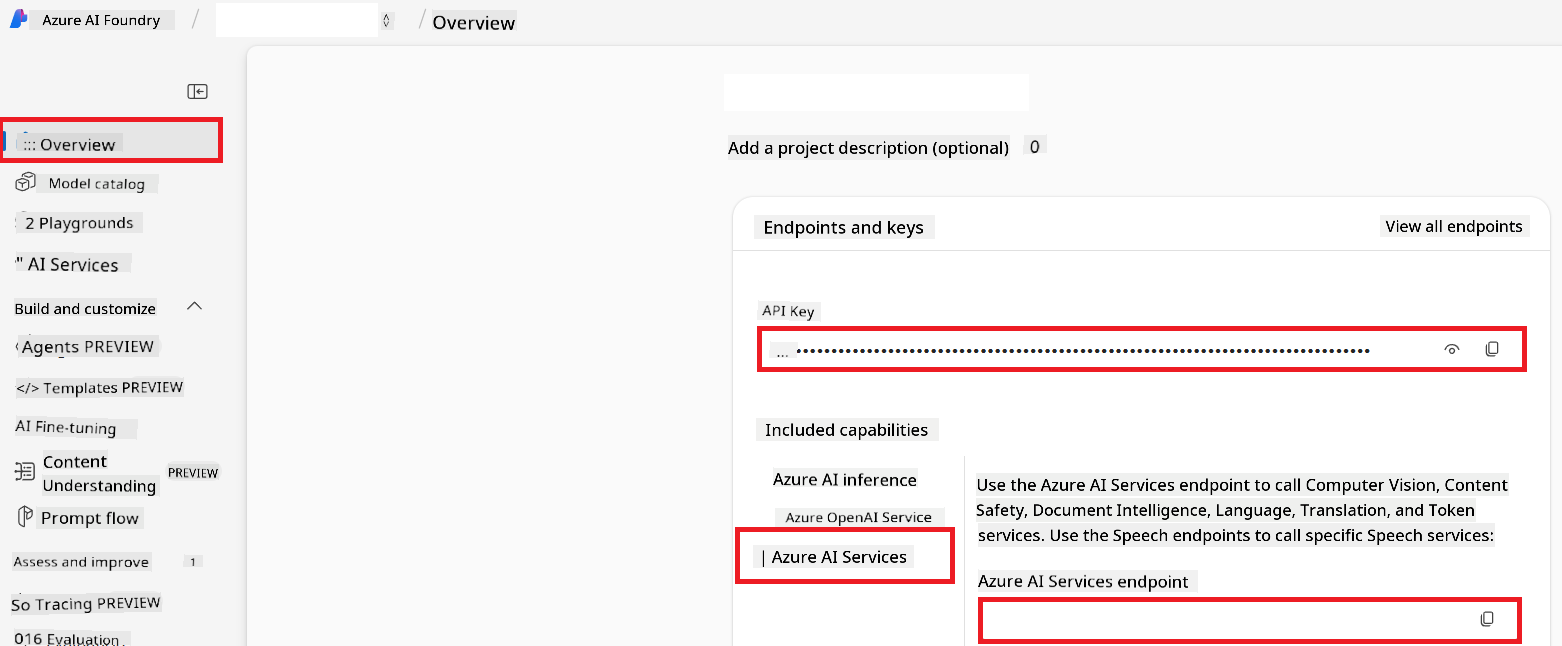 Azure AI Foundry / / Overview
::: Overview
Model catalog
2 Playgrounds
" AI Services
Build and customize
Agents PREVIEW
</> Templates PREVIEW
AI Fine-tuning
Content
Understanding
PREVIEW
Prompt flow
Assess and improve 1
So Tracing PREVIEW
016 Evaluation
Add a project description (optional) 0
Endpoints and keys
View all endpoints
API Key
... ••••••••••••••••••••••••••••••••••••••••••••••••••••••••••••••••••••••••••••••••
Included capabilities
Azure AI inference
Azure OpenAI Service
| Azure AI Services
Use the Azure AI Services endpoint to call Computer Vision, Content
Safety, Document Intelligence, Language, Translation, and Token
services. Use the Speech endpoints to call specific Speech services:
Azure AI Services endpoint